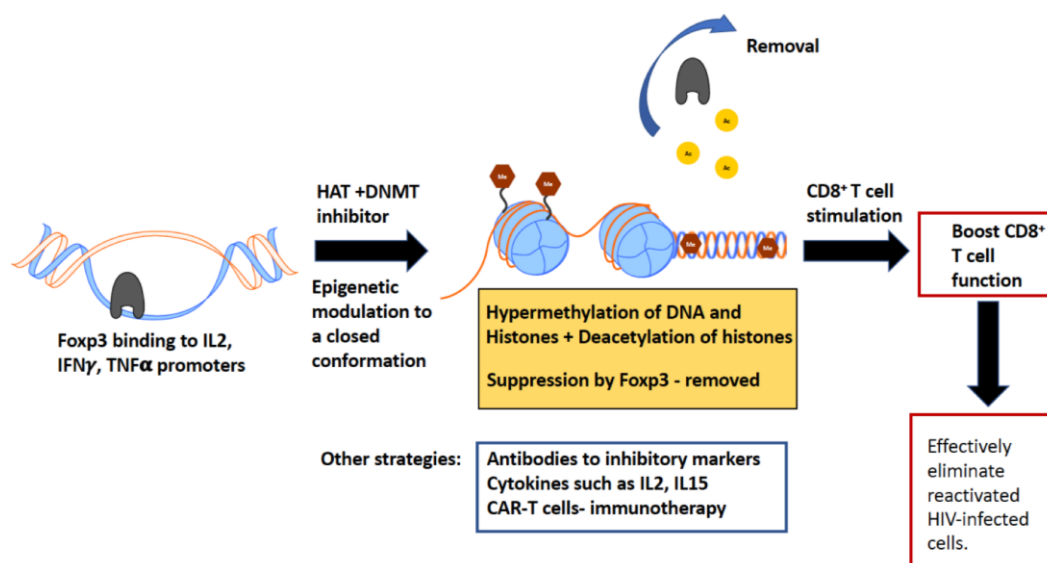 Removal
Ac
Ac
Ac
Me
Me
HAT +DNMT
inhibitor
Epigenetic
modulation to
a closed
conformation
Foxp3 binding to IL2,
IFNγ, TNFα promoters
Me
Me
Hypermethylation of DNA and
Histones + Deacetylation of histones
Suppression by Foxp3 - removed
CD8⁺ T cell
stimulation
Boost CD8⁺
T cell
function
Effectively
eliminate
reactivated
HIV-infected
cells.
Other strategies:
Antibodies to inhibitory markers
Cytokines such as IL2, IL15
CAR-T cells- immunotherapy